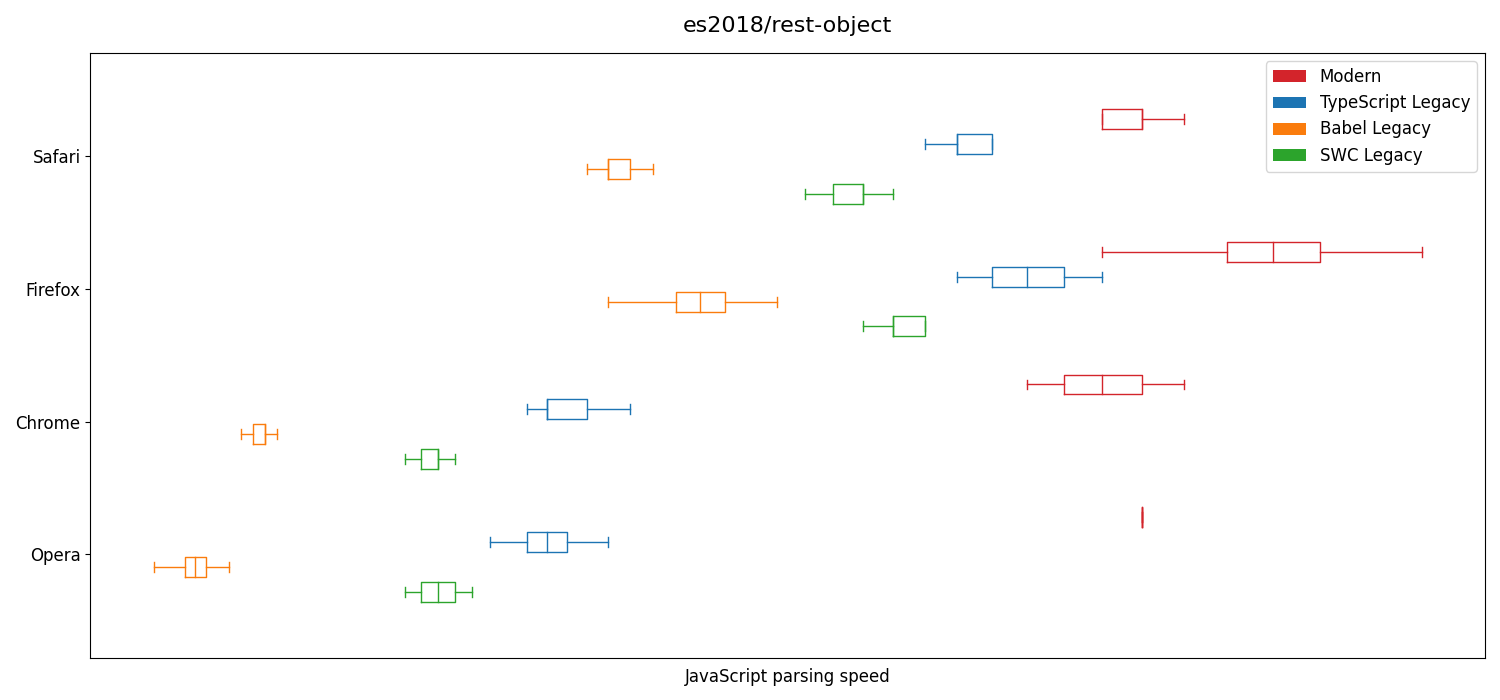 es2018/rest-object
Modern
TypeScript Legacy
Babel Legacy
SWC Legacy
Safari
Firefox
Chrome
Opera
JavaScript parsing speed